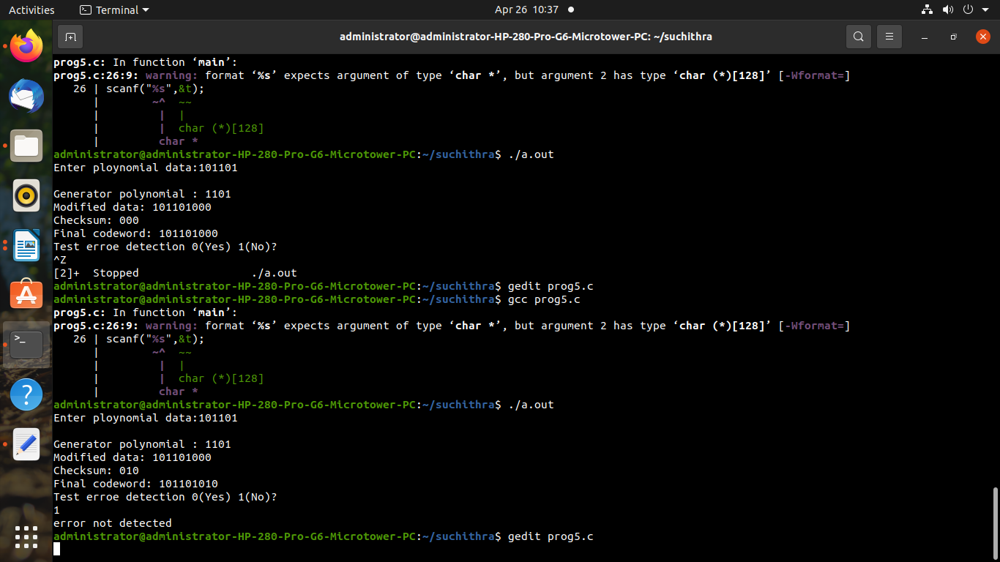 Activities
Terminal
Apr 26 10:37
administrator@administrator-HP-280-Pro-G6-Microtower-PC: ~/suchithra
prog5.c: In function ‘main’:
prog5.c:26:9: warning: format ‘%s’ expects argument of type ‘char *’, but argument 2 has type ‘char (*)[128]’ [-Wformat=]
   26 | scanf("%s",&t);
      |        ~^  ~~
      |         |  |
      |         |  char (*)[128]
      |         char *
administrator@administrator-HP-280-Pro-G6-Microtower-PC:~/suchithra$ ./a.out
Enter ploynomial data:101101
Generator polynomial : 1101
Modified data: 101101000
Checksum: 000
Final codeword: 101101000
Test erroe detection 0(Yes) 1(No)?
^Z
[2]+  Stopped                 ./a.out
administrator@administrator-HP-280-Pro-G6-Microtower-PC:~/suchithra$ gedit prog5.c
administrator@administrator-HP-280-Pro-G6-Microtower-PC:~/suchithra$ gcc prog5.c
prog5.c: In function ‘main’:
prog5.c:26:9: warning: format ‘%s’ expects argument of type ‘char *’, but argument 2 has type ‘char (*)[128]’ [-Wformat=]
   26 | scanf("%s",&t);
      |        ~^  ~~
      |         |  |
      |         |  char (*)[128]
      |         char *
administrator@administrator-HP-280-Pro-G6-Microtower-PC:~/suchithra$ ./a.out
Enter ploynomial data:101101
Generator polynomial : 1101
Modified data: 101101000
Checksum: 010
Final codeword: 101101010
Test erroe detection 0(Yes) 1(No)?
1
error not detected
administrator@administrator-HP-280-Pro-G6-Microtower-PC:~/suchithra$ gedit prog5.c